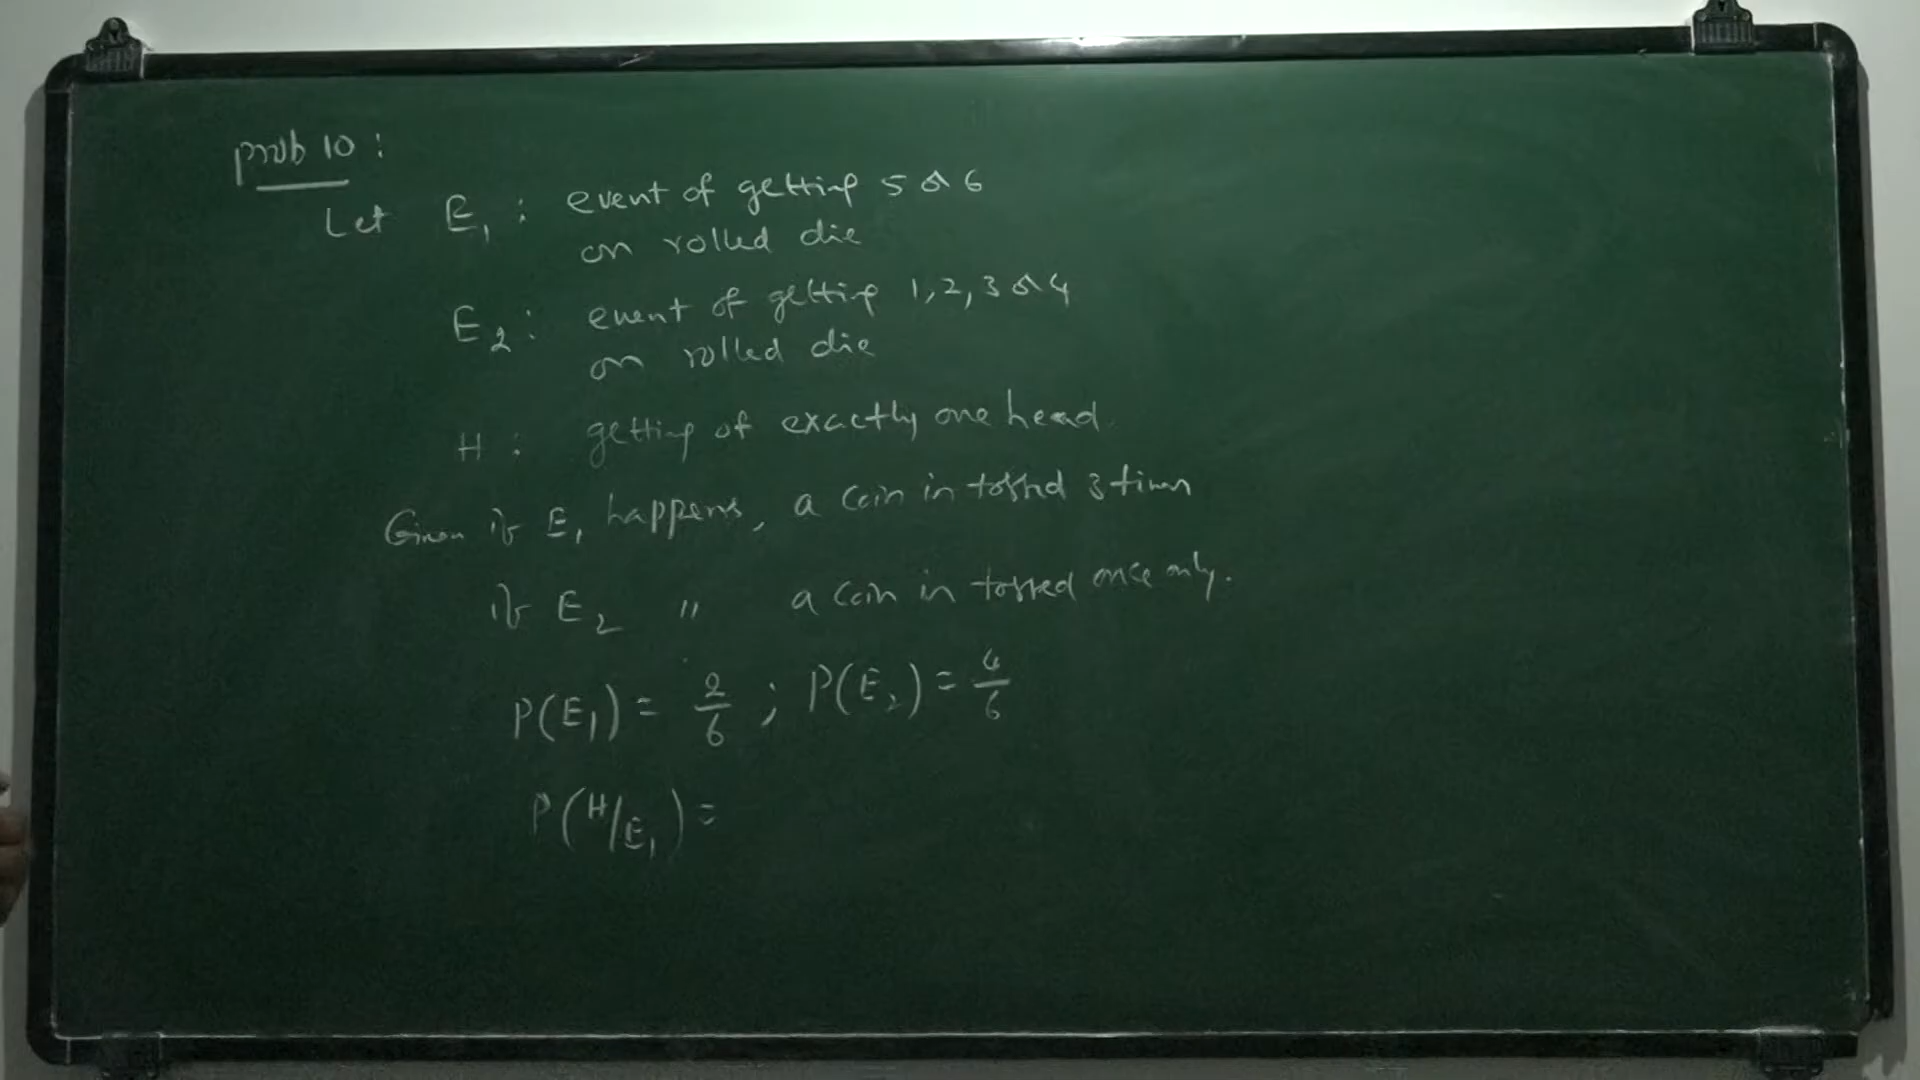 prob 10 :
Let E₁ : event of getting 5 or 6
on rolled die
E₂ : event of getting 1, 2, 3 or 4
on rolled die
H : getting of exactly one head.
Given if E₁ happens, a coin is tossed 3 times
if E₂ " a coin is tossed once only.
P(E₁) = 2/6 ; P(E₂) = 4/6
P(H/E₁) =